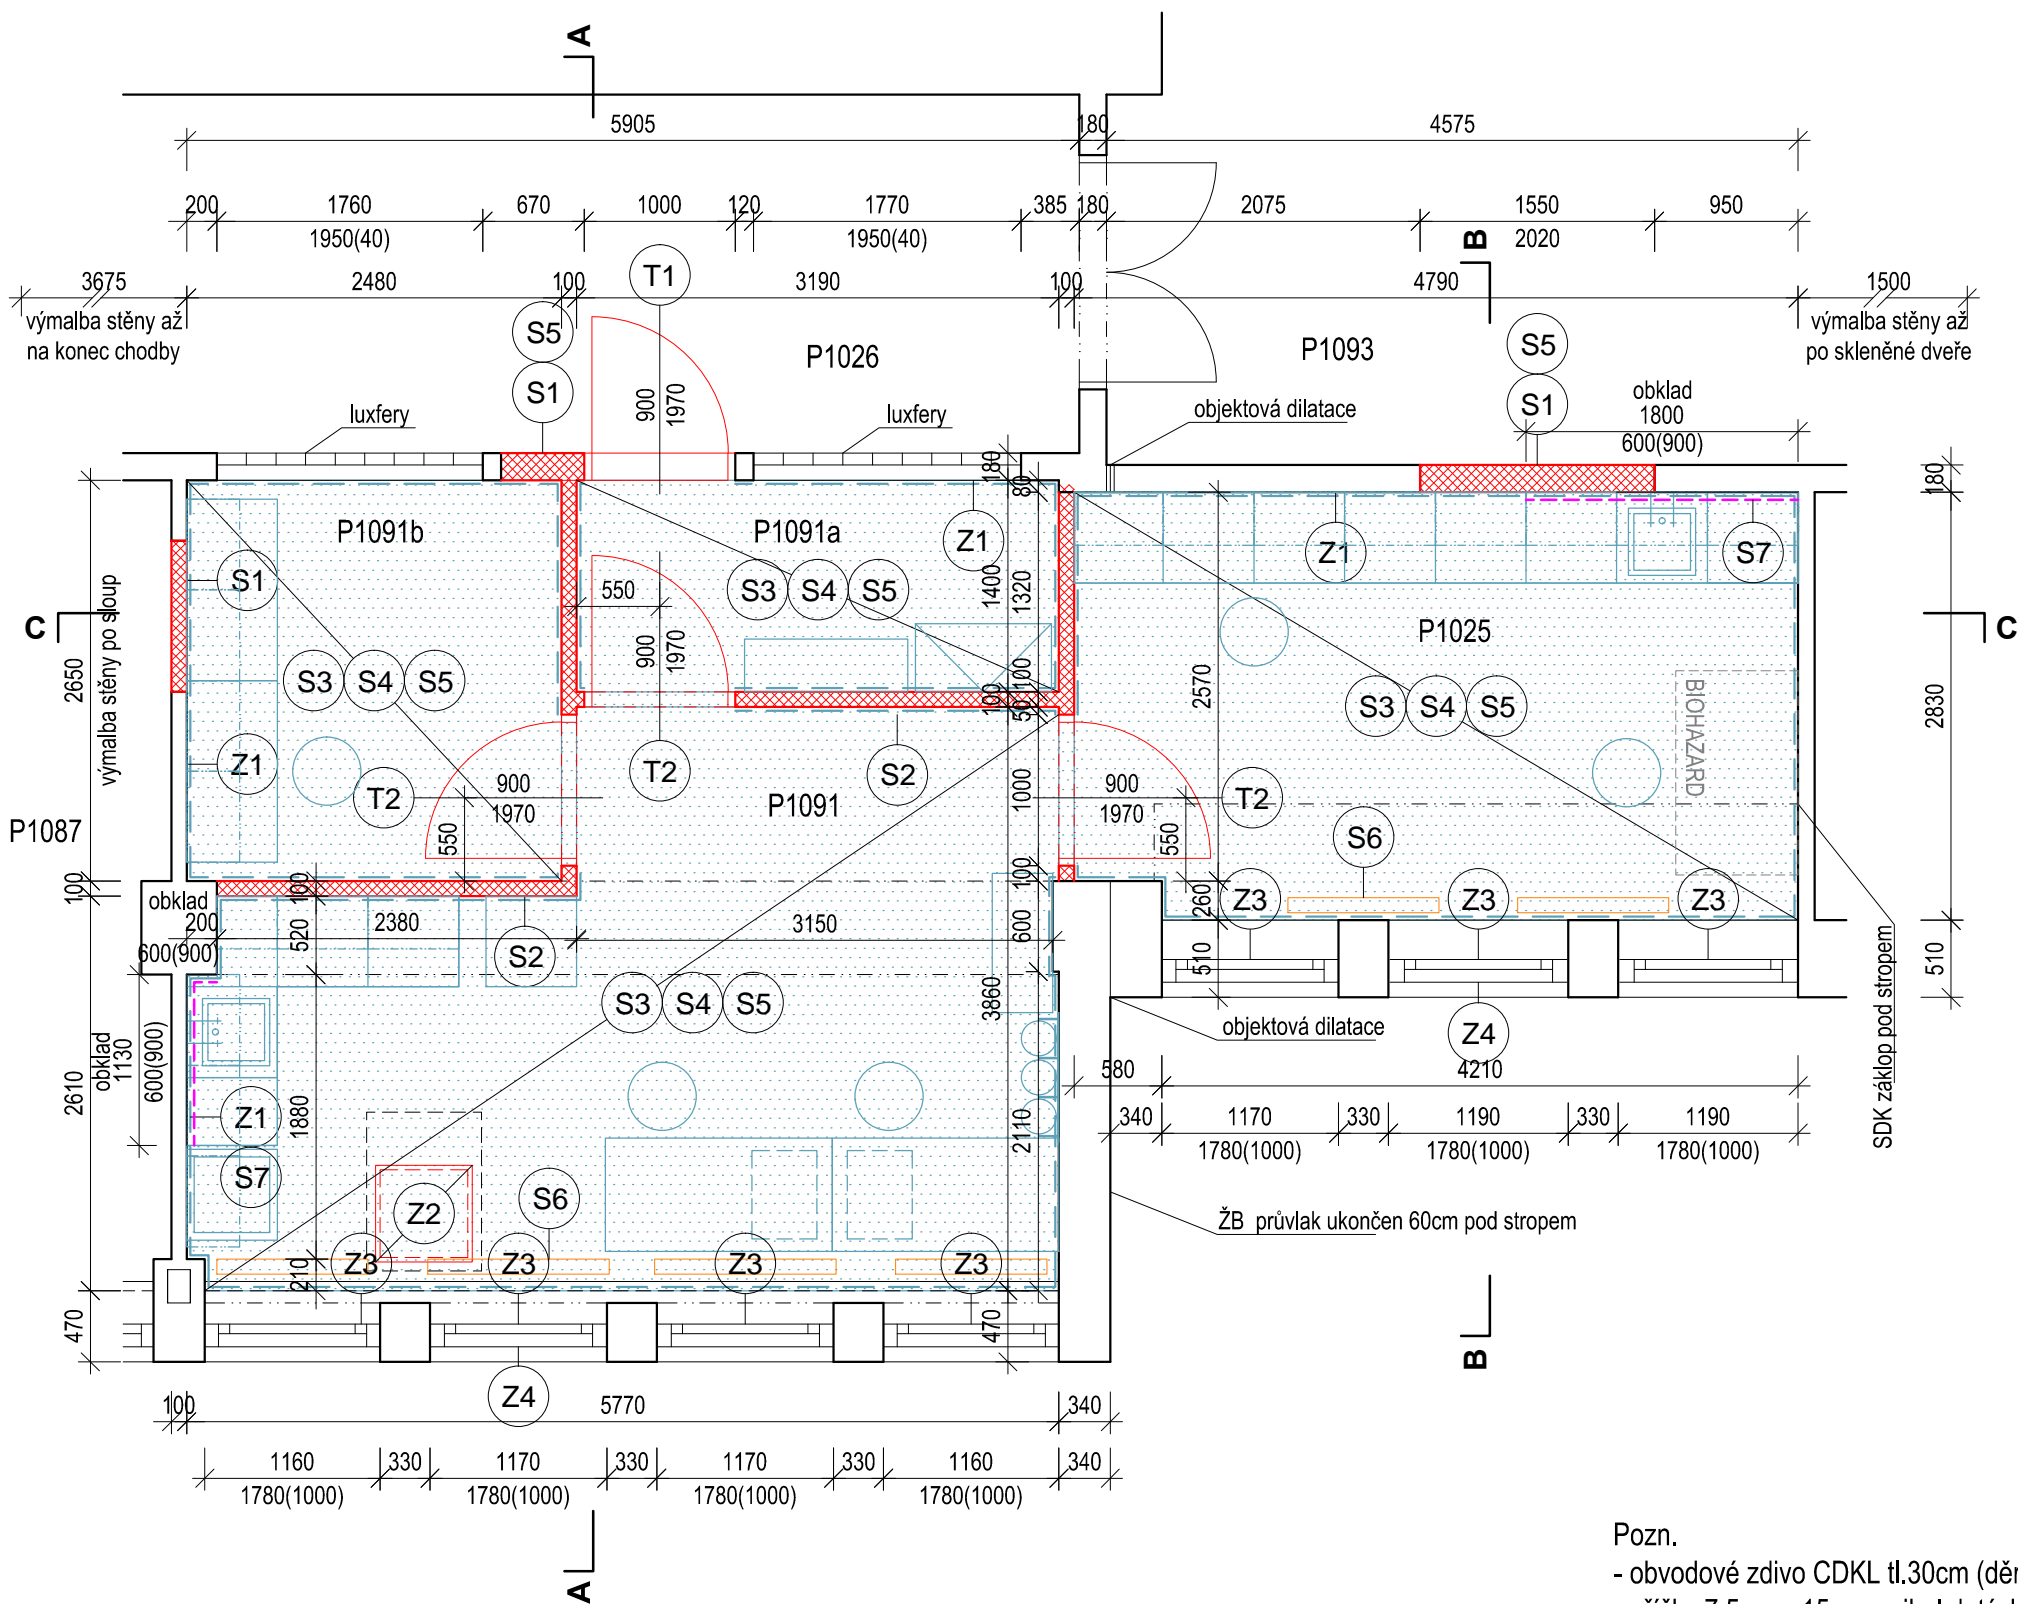 A
5905 180 4575
200 1760 670 1000 120 1770 385 180 2075 1550 950
1950(40) 1950(40) B 2020
3675 2480 100 T1 3190 100 4790 1500
výmalba stěny až
na konec chodby
výmalba stěny až
po skleněné dveře
S5
S1
P1026
P1093
S5
S1
900
1970
obklad
1800
600(900)
luxfery
luxfery
objektová dilatace
180
80
180
P1091b
P1091a
Z1
Z1
S7
S1
550
S3 S4 S5
1400
1320
C
C
výmalba stěny po sloup
2650
900
1970
P1025
S3 S4 S5
100
100
50
2570
S3 S4 S5
BIOHAZARD
2830
Z1
T2
900
1970
550
T2
S2
P1091
1000
900
1970
550
T2
S6
P1087
100
obklad
200
600(900)
100
2380
520
S2
3150
100
600
260
Z3
Z3
Z3
510
510
S3 S4 S5
3860
objektová dilatace
Z4
SDK záklop pod stropem
2610
obklad
1130
600(900)
1880
Z1
S7
580
4210
340 1170 330 1190 330 1190
1780(1000) 1780(1000) 1780(1000)
2110
Z2
S6
ŽB průvlak ukončen 60cm pod stropem
Z3
Z3
Z3
Z3
210
470
470
B
Z4
100 5770 340
1160 330 1170 330 1170 330 1160 340
1780(1000) 1780(1000) 1780(1000) 1780(1000)
A
Pozn.
- obvodové zdivo CDKL tl.30cm (děr